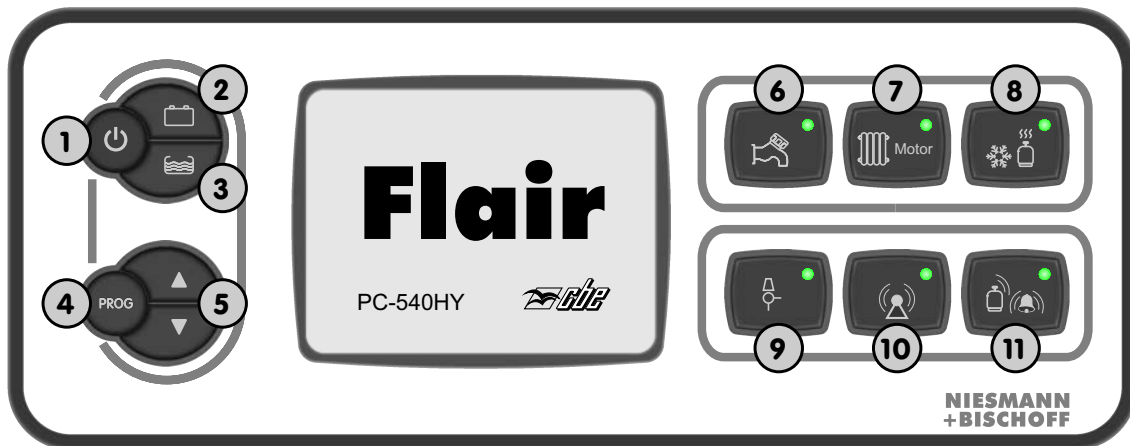 1
2
3
4
PROG
5
Flair
PC-540HY
cbe
6
7
8
Motor
9
10
11
NIESMANN
+BISCHOFF